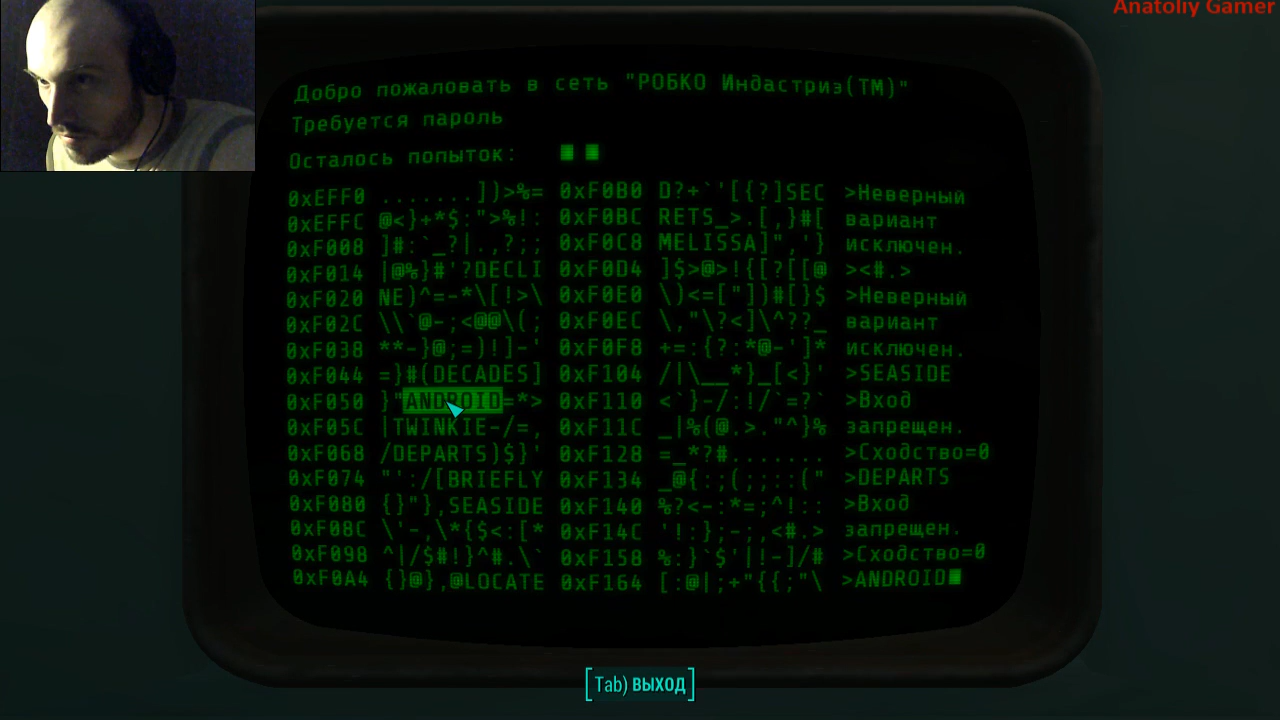 Anatoliy Gamer
Добро пожаловать в сеть "РОБКО Индастриз(ТМ)"
Требуется пароль
Осталось попыток: ■ ■
0xEFF0 .......])>%= 0xF0B0 D?+`'[{?]SEC >Неверный
0xEFFC @<}+*$:">%!: 0xF0BC RETS_>.[,}#[ вариант
0xF008 ]#:`_?|.,?;; 0xF0C8 MELISSA]",'} исключен.
0xF014 |@%}#'?DECLI 0xF0D4 ]$>@>!{[?[[@ ><#.>
0xF020 NE)^=-*\[!>\ 0xF0E0 \)<=["])#[}$ >Неверный
0xF02C \\`@-;<@@\(; 0xF0EC \,"\?<]\^??_ вариант
0xF038 **-}@;=)!]-' 0xF0F8 +=:{?:*@-']* исключен.
0xF044 =}#(DECADES] 0xF104 /|\__*}_[<}' >SEASIDE
0xF050 }"ANDROID=*> 0xF110 <`}-/:!/`=?` >Вход
0xF05C |TWINKIE-/=, 0xF11C _|%(@.>."^}% запрещен.
0xF068 /DEPARTS)$}' 0xF128 =_*?#....... >Сходство=0
0xF074 "':/[BRIEFLY 0xF134 _@{:;(;;::(" >DEPARTS
0xF080 {}"},SEASIDE 0xF140 %?<-:*=;^!:: >Вход
0xF08C \'-,\*{$<:[* 0xF14C '!:};-;,<#.> запрещен.
0xF098 ^|/$#!}^#.\` 0xF158 %:}`$'|!-]/# >Сходство=0
0xF0A4 {}@},@LOCATE 0xF164 [:@|;+"{{;"\ >ANDROID■
[Tab) ВЫХОД]